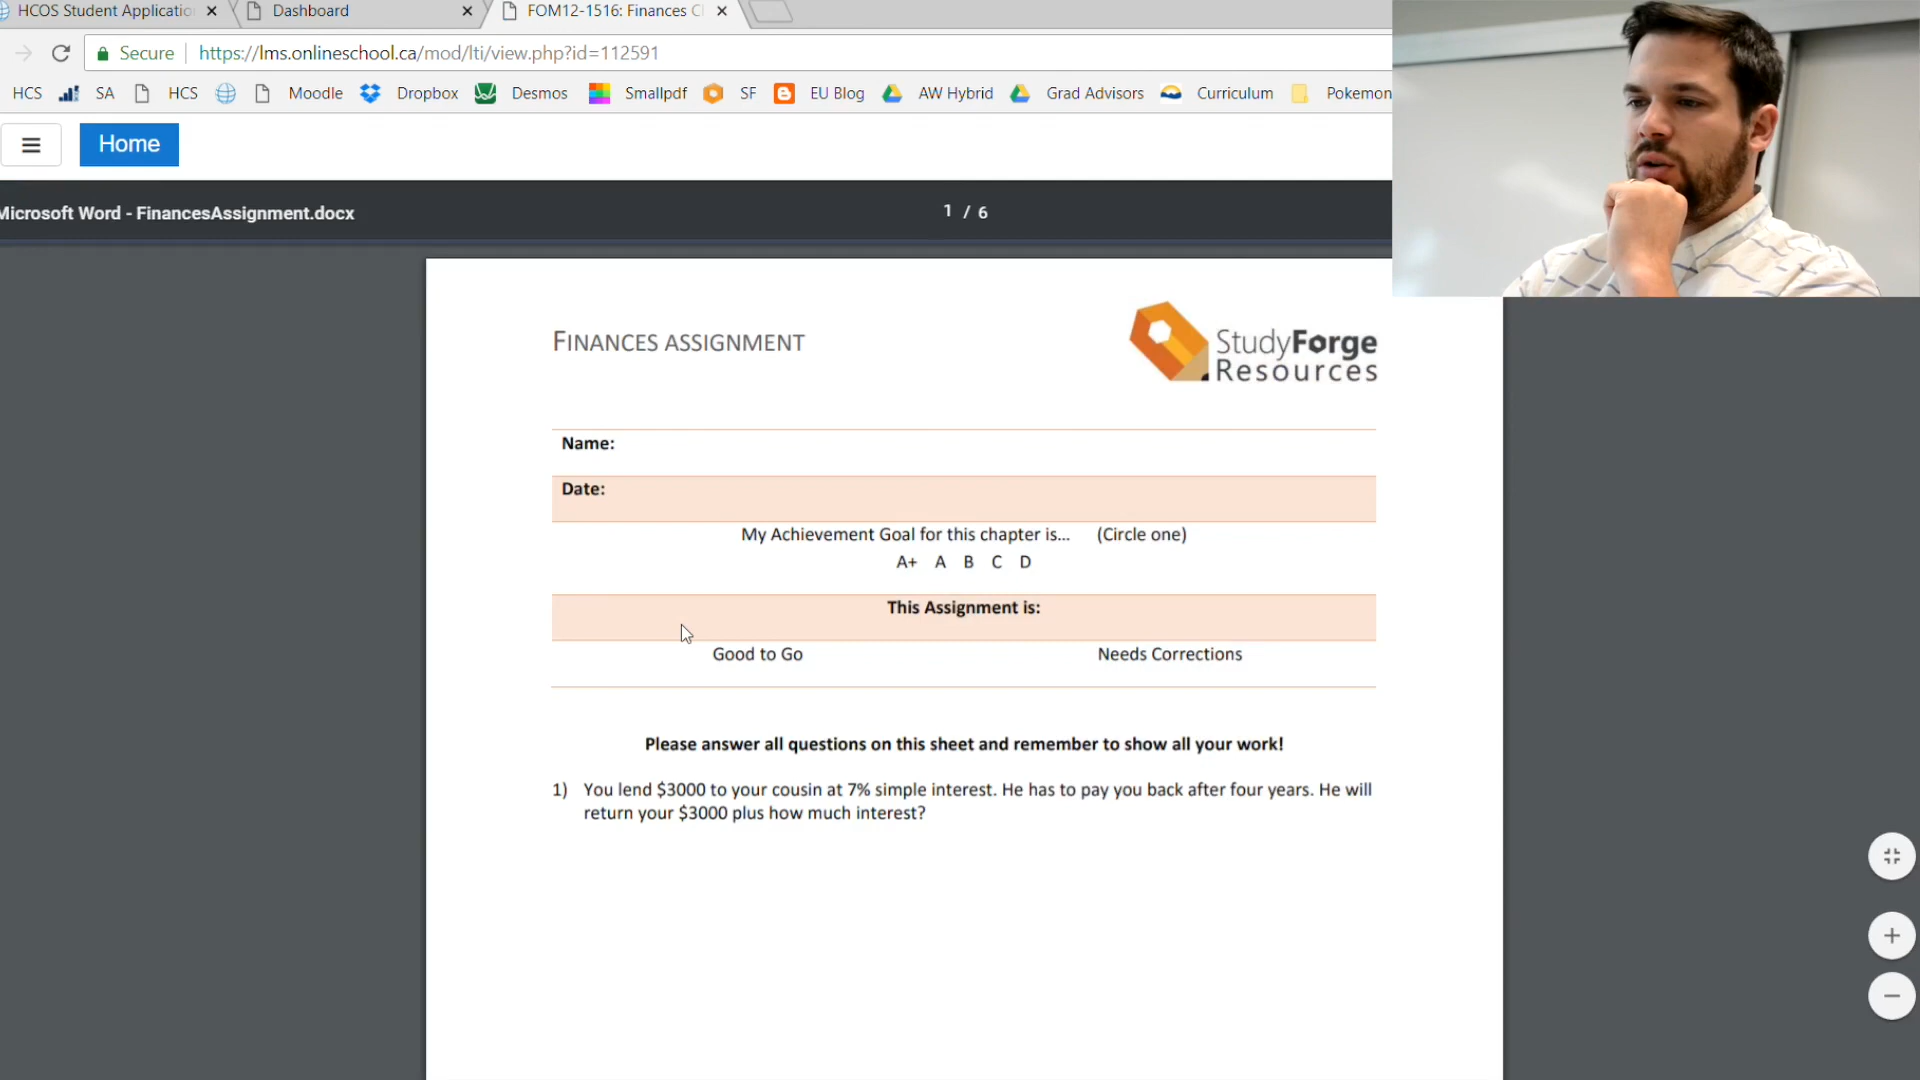 HCOS Student Applicatio
Dashboard
FOM12-1516: Finances C
Secure
https://lms.onlineschool.ca/mod/lti/view.php?id=112591
HCS SA HCS Moodle Dropbox Desmos Smallpdf SF EU Blog AW Hybrid Grad Advisors Curriculum Pokemon
Home
Microsoft Word - FinancesAssignment.docx
1 / 6
FINANCES ASSIGNMENT
StudyForge
Resources
Name:
Date:
My Achievement Goal for this chapter is... (Circle one)
A+ A B C D
This Assignment is:
Good to Go Needs Corrections
Please answer all questions on this sheet and remember to show all your work!
1) You lend $3000 to your cousin at 7% simple interest. He has to pay you back after four years. He will
return your $3000 plus how much interest?